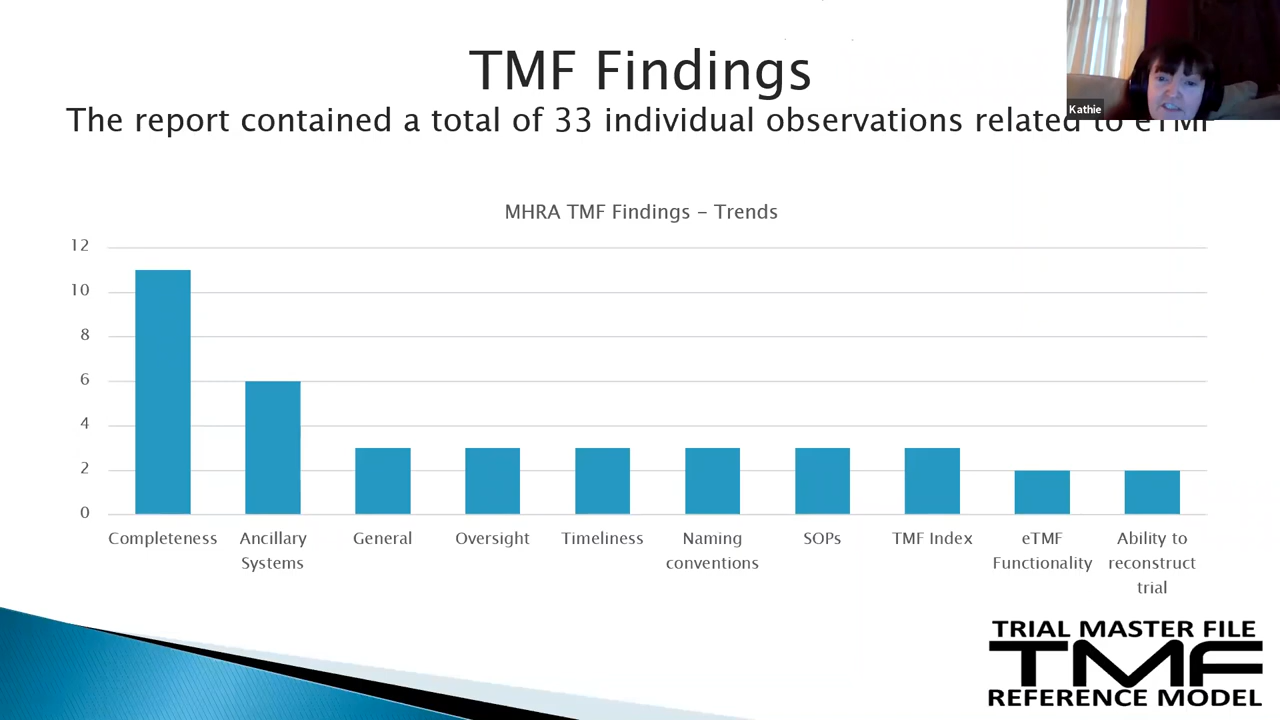 TMF Findings
The report contained a total of 33 individual observations related to eTMF
Kathie
MHRA TMF Findings – Trends
12
10
8
6
4
2
0
Completeness
Ancillary
Systems
General
Oversight
Timeliness
Naming
conventions
SOPs
TMF Index
eTMF
Functionality
Ability to
reconstruct
trial
TRIAL MASTER FILE
TMF
REFERENCE MODEL